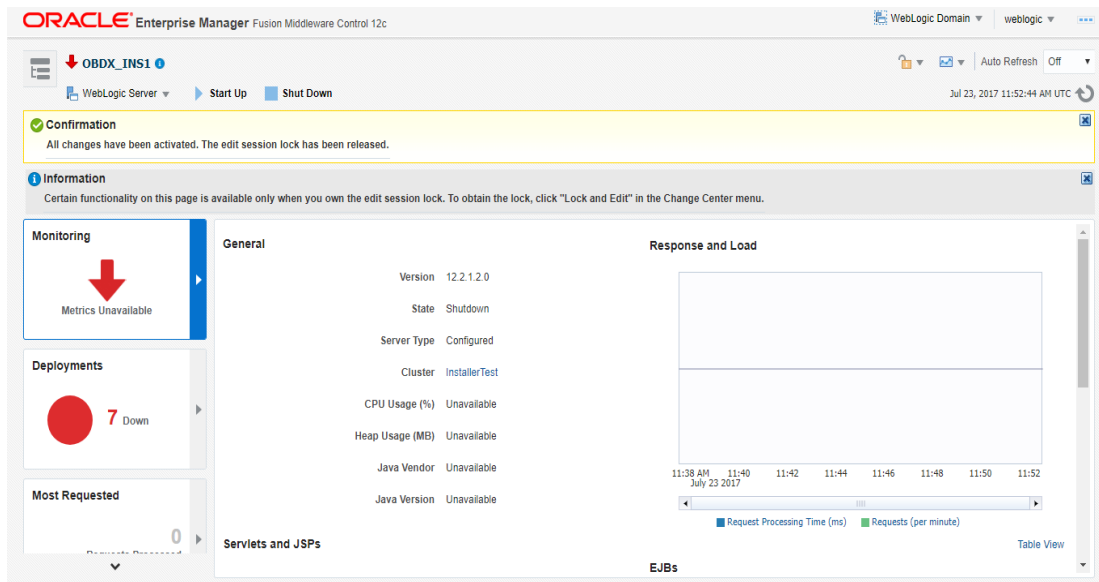 ORACLE Enterprise Manager Fusion Middleware Control 12c
WebLogic Domain
weblogic
OBDX_INS1
Auto Refresh Off
WebLogic Server
Start Up
Shut Down
Jul 23, 2017 11:52:44 AM UTC
Confirmation
All changes have been activated. The edit session lock has been released.
Information
Certain functionality on this page is available only when you own the edit session lock. To obtain the lock, click "Lock and Edit" in the Change Center menu.
Monitoring
Metrics Unavailable
Deployments
7 Down
Most Requested
0
Requests Processed
General
Version 12.2.1.2.0
State Shutdown
Server Type Configured
Cluster InstallerTest
CPU Usage (%) Unavailable
Heap Usage (MB) Unavailable
Java Vendor Unavailable
Java Version Unavailable
Servlets and JSPs
Response and Load
11:38 AM 11:40 11:42 11:44 11:46 11:48 11:50 11:52
July 23 2017
Request Processing Time (ms) Requests (per minute)
Table View
EJBs